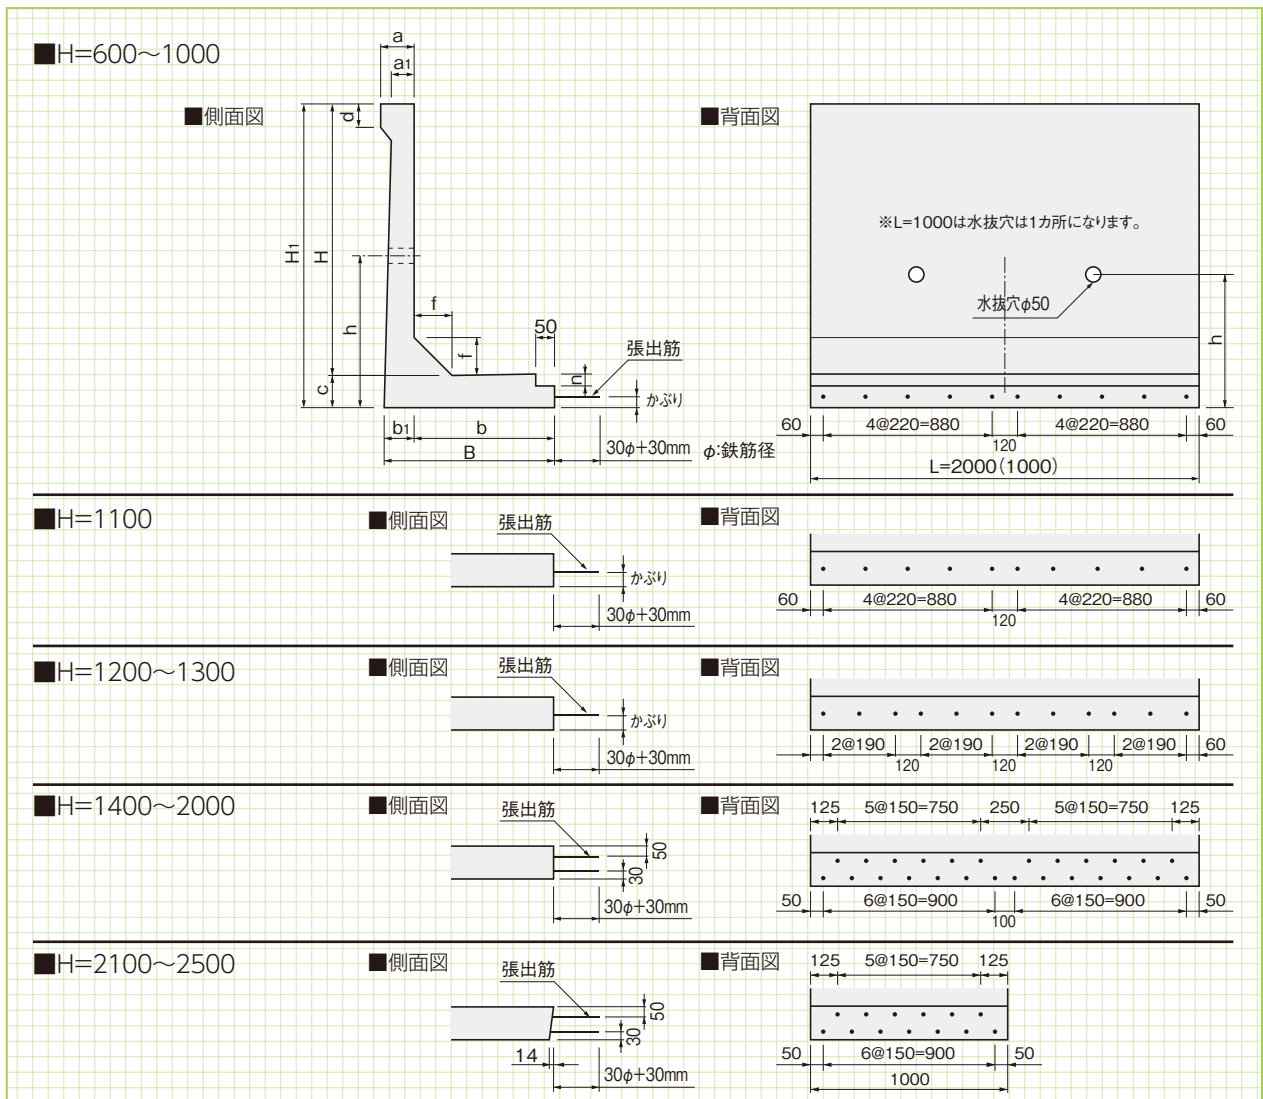 ■H=600～1000
■側面図
a
a1
d
H1
H
h
c
f
f
50
n
張出筋
かぶり
b1
b
B
30φ+30mm
φ:鉄筋径
■背面図
※L=1000は水抜穴は1カ所になります。
水抜穴φ50
h
60
4@220=880
120
4@220=880
60
L=2000(1000)
■H=1100
■側面図
張出筋
かぶり
30φ+30mm
■背面図
60
4@220=880
120
4@220=880
60
■H=1200～1300
■側面図
張出筋
かぶり
30φ+30mm
■背面図
2@190
120
2@190
120
2@190
120
2@190
60
■H=1400～2000
■側面図
張出筋
50
30
30φ+30mm
■背面図
125
5@150=750
250
5@150=750
125
50
6@150=900
100
6@150=900
50
■H=2100～2500
■側面図
張出筋
50
30
14
30φ+30mm
■背面図
125
5@150=750
125
50
6@150=900
50
1000